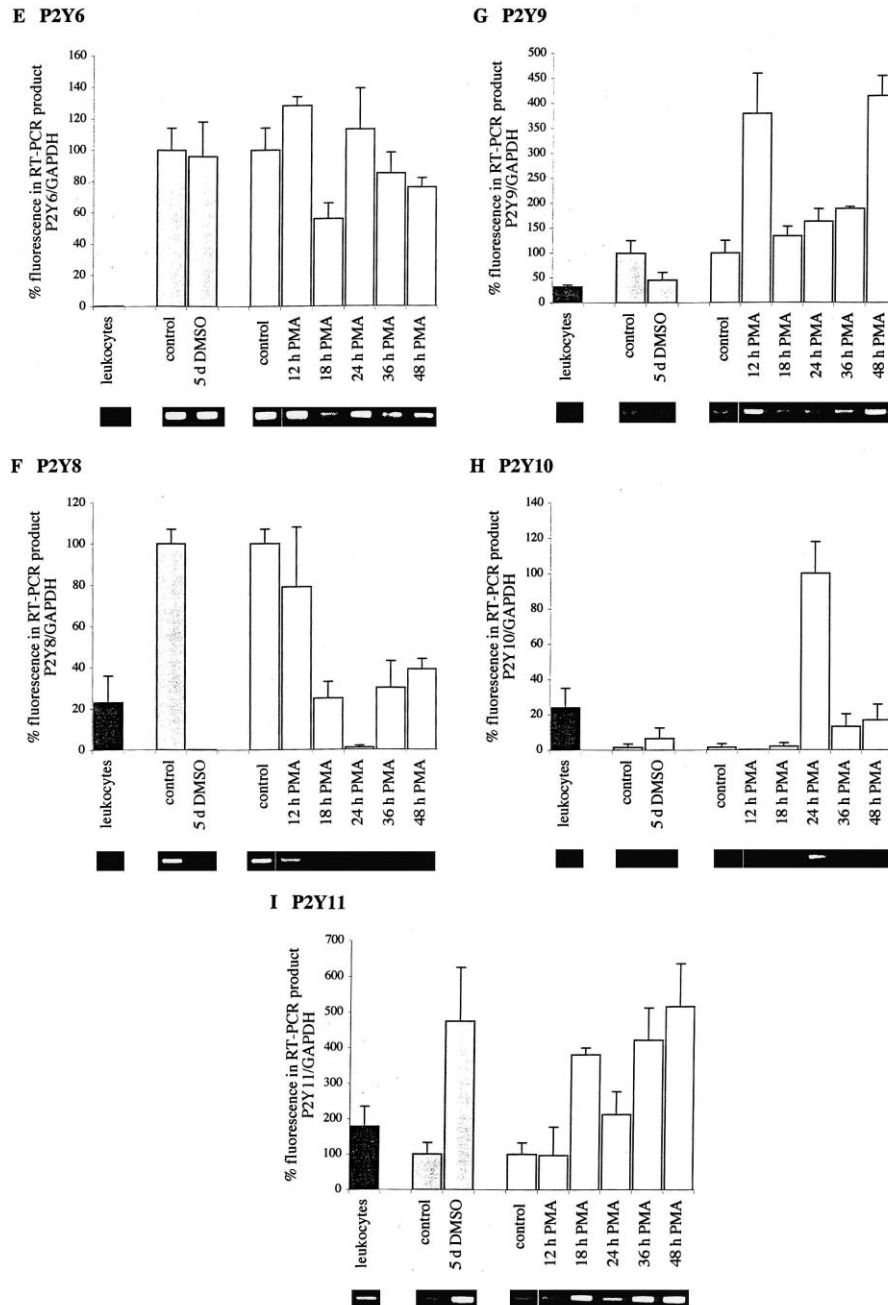 E P2Y6
% fluorescence in RT-PCR product
P2Y6/GAPDH
160
140
120
100
80
60
40
20
0
leukocytes
control
5 d DMSO
control
12 h PMA
18 h PMA
24 h PMA
36 h PMA
48 h PMA
G P2Y9
% fluorescence in RT-PCR product
P2Y9/GAPDH
500
450
400
350
300
250
200
150
100
50
0
leukocytes
control
5 d DMSO
control
12 h PMA
18 h PMA
24 h PMA
36 h PMA
48 h PMA
F P2Y8
% fluorescence in RT-PCR product
P2Y8/GAPDH
120
100
80
60
40
20
0
leukocytes
control
5 d DMSO
control
12 h PMA
18 h PMA
24 h PMA
36 h PMA
48 h PMA
H P2Y10
% fluorescence in RT-PCR product
P2Y10/GAPDH
140
120
100
80
60
40
20
0
leukocytes
control
5 d DMSO
control
12 h PMA
18 h PMA
24 h PMA
36 h PMA
48 h PMA
I P2Y11
% fluorescence in RT-PCR product
P2Y11/GAPDH
700
600
500
400
300
200
100
0
leukocytes
control
5 d DMSO
control
12 h PMA
18 h PMA
24 h PMA
36 h PMA
48 h PMA